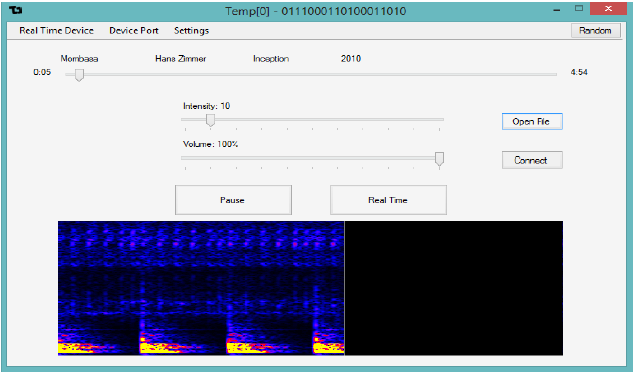 Temp[0] - 0111000110100011010
Real Time Device Device Port Settings Random
Mombasa Hans Zimmer Inception 2010
0:05 4:54
Intensity: 10
Open File
Volume: 100%
Connect
Pause Real Time